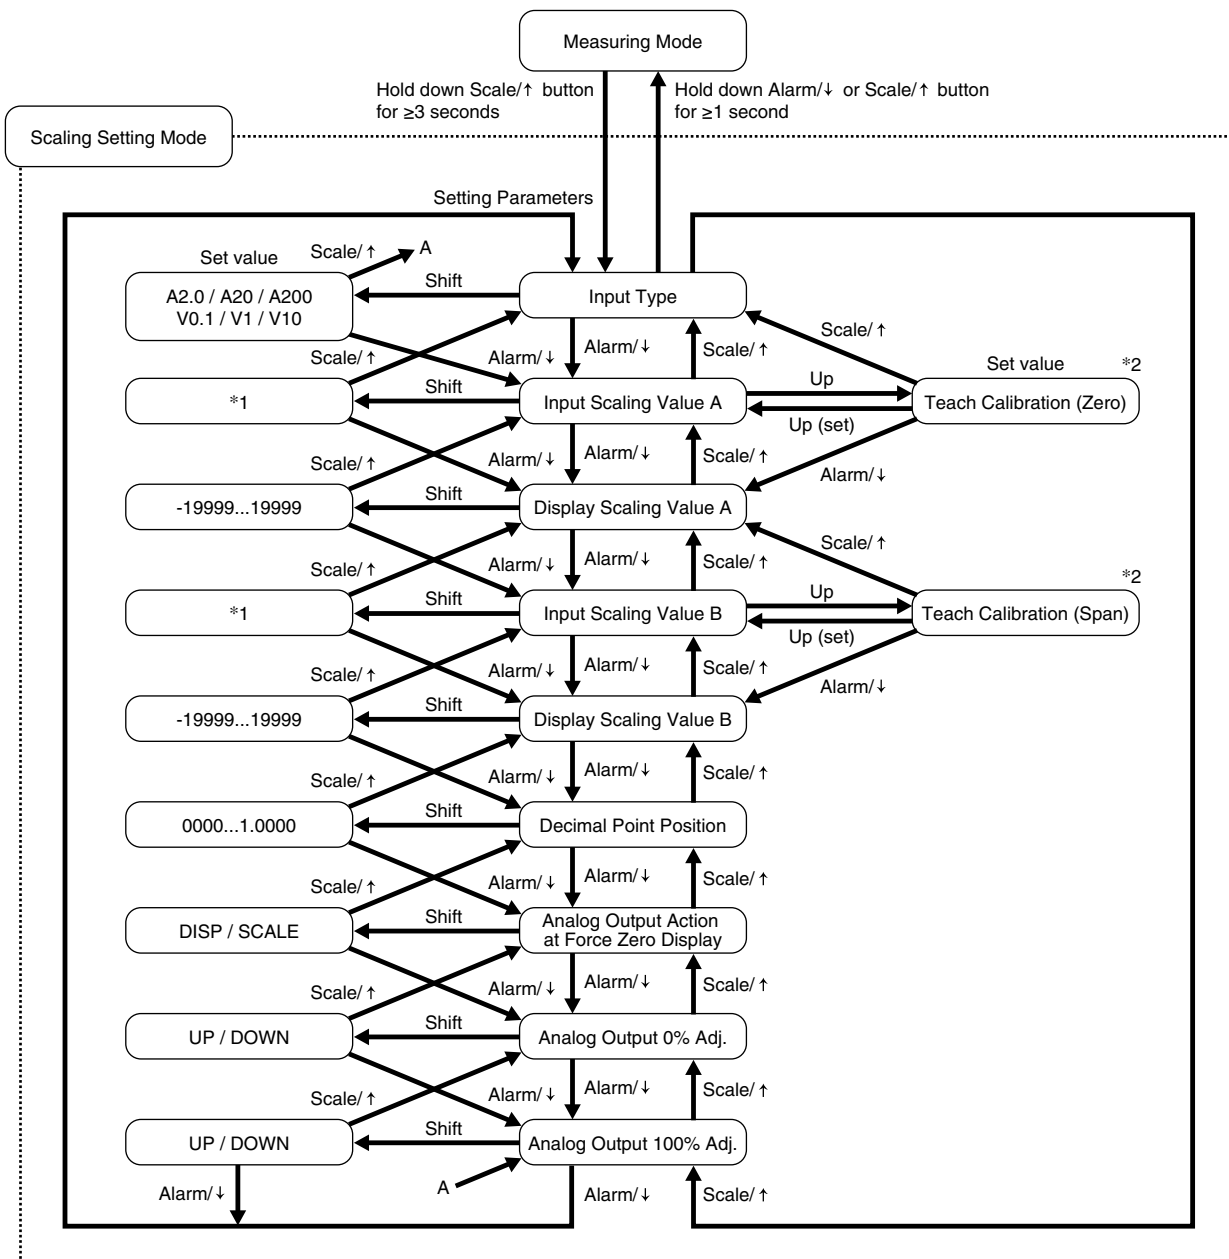 Measuring Mode
Hold down Scale/↑ button
for ≥3 seconds
Hold down Alarm/↓ or Scale/↑ button
for ≥1 second
Scaling Setting Mode
Setting Parameters
Set value
Scale/↑
A
A2.0 / A20 / A200
V0.1 / V1 / V10
Shift
Input Type
Scale/↑
Alarm/↓
Alarm/↓
Scale/↑
Scale/↑
Set value
*2
*1
Shift
Input Scaling Value A
Up
Up (set)
Teach Calibration (Zero)
Scale/↑
Alarm/↓
Alarm/↓
Scale/↑
Alarm/↓
-19999...19999
Shift
Display Scaling Value A
Scale/↑
Alarm/↓
Alarm/↓
Scale/↑
Scale/↑
*2
*1
Shift
Input Scaling Value B
Up
Up (set)
Teach Calibration (Span)
Scale/↑
Alarm/↓
Alarm/↓
Scale/↑
Alarm/↓
-19999...19999
Shift
Display Scaling Value B
Scale/↑
Alarm/↓
Alarm/↓
Scale/↑
0000...1.0000
Shift
Decimal Point Position
Scale/↑
Alarm/↓
Alarm/↓
Scale/↑
DISP / SCALE
Shift
Analog Output Action
at Force Zero Display
Scale/↑
Alarm/↓
Alarm/↓
Scale/↑
UP / DOWN
Shift
Analog Output 0% Adj.
Scale/↑
Alarm/↓
Alarm/↓
Scale/↑
UP / DOWN
Shift
Analog Output 100% Adj.
Alarm/↓
A
Alarm/↓
Scale/↑